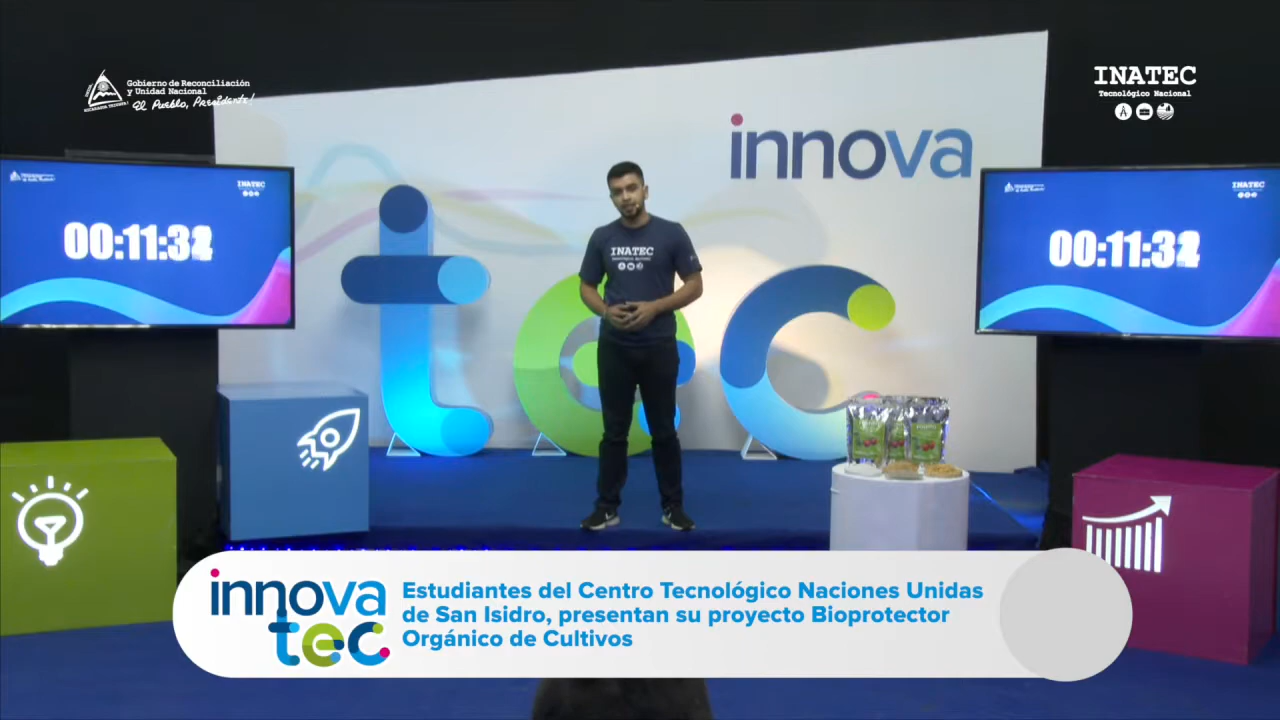 Gobierno de Reconciliación
y Unidad Nacional
El Pueblo, Presidente!
INATEC
Tecnológico Nacional
innova
tec
INATEC
00:11:32
INATEC
INATEC
00:11:32
innova
tec
Estudiantes del Centro Tecnológico Naciones Unidas
de San Isidro, presentan su proyecto Bioprotector
Orgánico de Cultivos